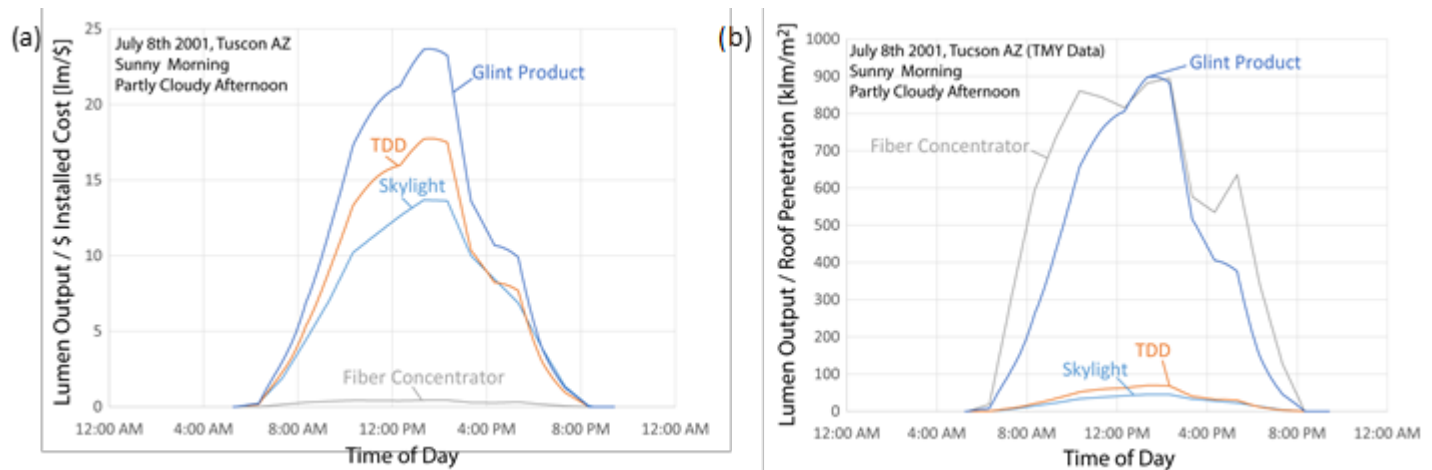 (a)
July 8th 2001, Tuscon AZ
Sunny Morning
Partly Cloudy Afternoon
Lumen Output / $ Installed Cost [lm/$]
25
20
15
10
5
0
Glint Product
TDD
Skylight
Fiber Concentrator
12:00 AM 4:00 AM 8:00 AM 12:00 PM 4:00 PM 8:00 PM 12:00 AM
Time of Day
(b)
July 8th 2001, Tucson AZ (TMY Data)
Sunny Morning
Partly Cloudy Afternoon
Lumen Output / Roof Penetration [klm/m²]
1000
900
800
700
600
500
400
300
200
100
0
Glint Product
Fiber Concentrator
TDD
Skylight
12:00 AM 4:00 AM 8:00 AM 12:00 PM 4:00 PM 8:00 PM 12:00 AM
Time of Day